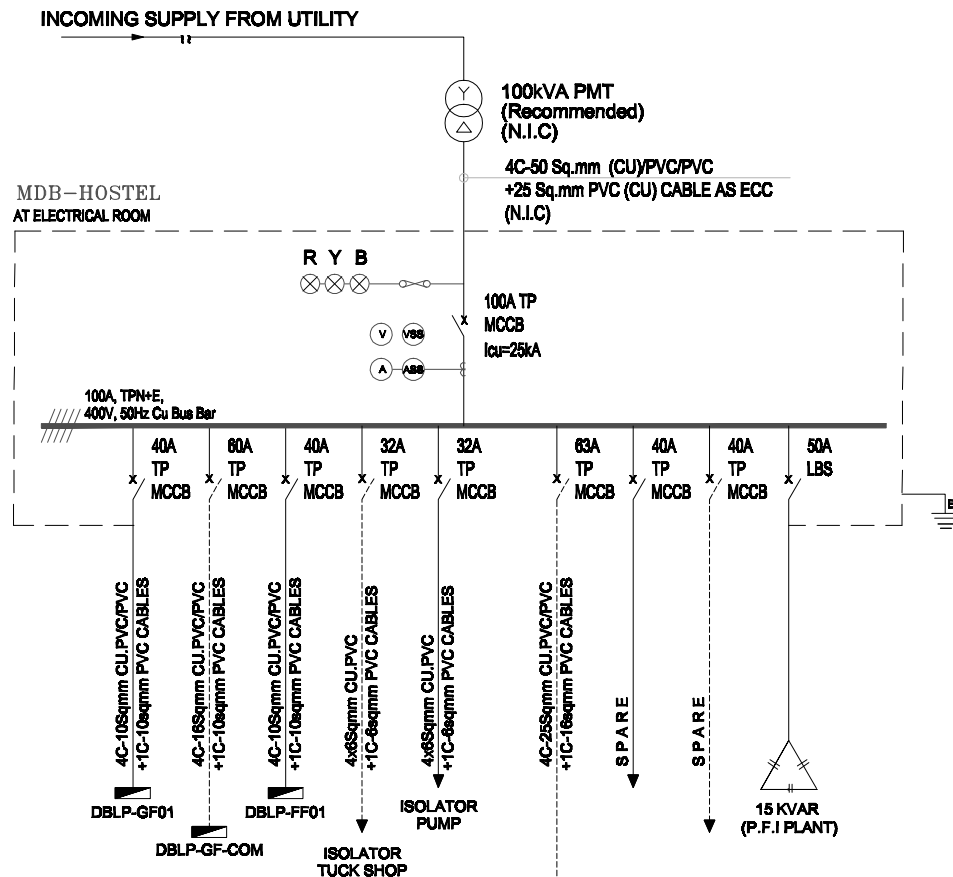 INCOMING SUPPLY FROM UTILITY
100kVA PMT
(Recommended)
(N.I.C)
4C-50 Sq.mm (CU)/PVC/PVC
+25 Sq.mm PVC (CU) CABLE AS ECC
(N.I.C)
MDB-HOSTEL
AT ELECTRICAL ROOM
R Y B
100A TP
MCCB
Icu=25kA
V VSS
A ASS
100A, TPN+E,
400V, 50Hz Cu Bus Bar
40A
TP
MCCB
60A
TP
MCCB
40A
TP
MCCB
32A
TP
MCCB
32A
TP
MCCB
63A
TP
MCCB
40A
TP
MCCB
40A
TP
MCCB
50A
LBS
E
4C-10Sqmm CU.PVC/PVC
+1C-10sqmm PVC CABLES
4C-16Sqmm CU.PVC/PVC
+1C-10sqmm PVC CABLES
4C-10Sqmm CU.PVC/PVC
+1C-10sqmm PVC CABLES
4x6Sqmm CU.PVC
+1C-6sqmm PVC CABLES
4x6Sqmm CU.PVC
+1C-6sqmm PVC CABLES
4C-25Sqmm CU.PVC/PVC
+1C-16sqmm PVC CABLES
SPARE
SPARE
DBLP-GF01
DBLP-GF-COM
DBLP-FF01
ISOLATOR
TUCK SHOP
ISOLATOR
PUMP
15 KVAR
(P.F.I PLANT)